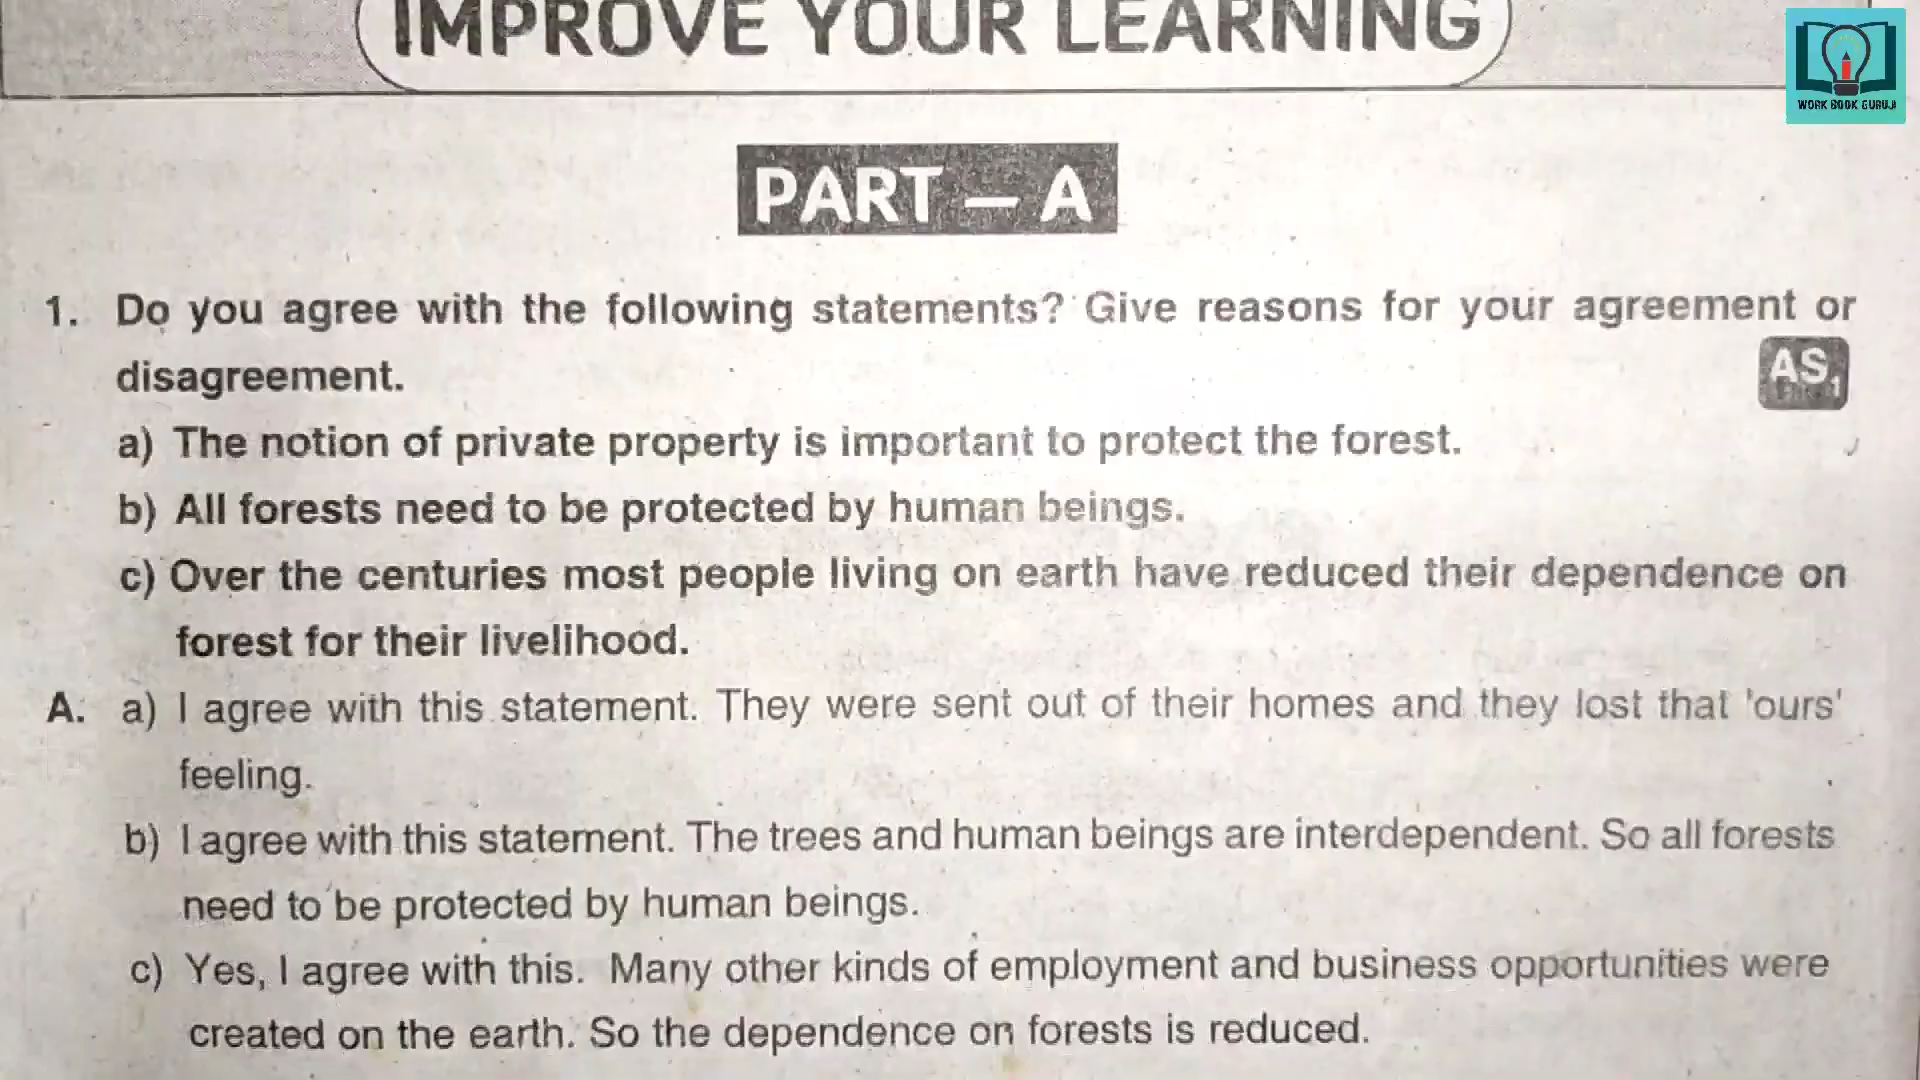 IMPROVE YOUR LEARNING
WORK BOOK GURUJI
PART – A
1. Do you agree with the following statements? Give reasons for your agreement or
disagreement.
AS1
a) The notion of private property is important to protect the forest.
b) All forests need to be protected by human beings.
c) Over the centuries most people living on earth have reduced their dependence on
forest for their livelihood.
A. a) I agree with this statement. They were sent out of their homes and they lost that 'ours'
feeling.
b) I agree with this statement. The trees and human beings are interdependent. So all forests
need to be protected by human beings.
c) Yes, I agree with this. Many other kinds of employment and business opportunities were
created on the earth. So the dependence on forests is reduced.